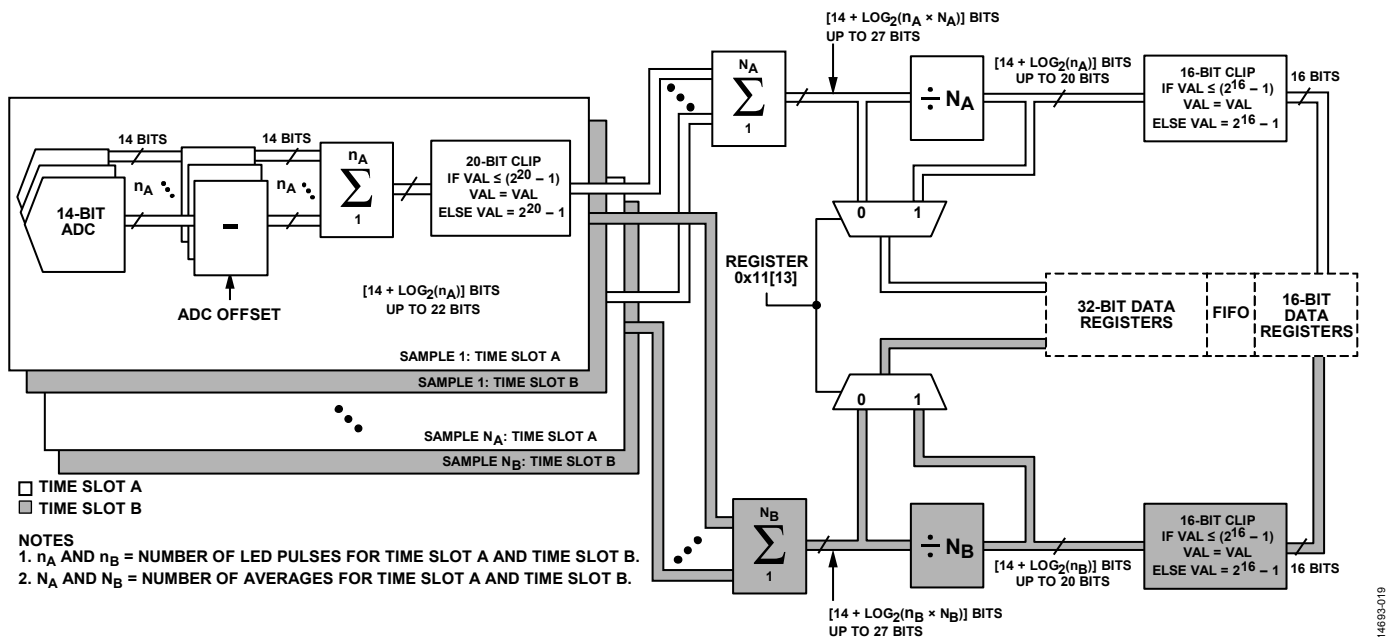 [14 + LOG2(nA × NA)] BITS
UP TO 27 BITS
[14 + LOG2(nA)] BITS
UP TO 20 BITS
NA
∑
1
÷ NA
16-BIT CLIP
IF VAL ≤ (2^16 – 1)
VAL = VAL
ELSE VAL = 2^16 – 1
16 BITS
14 BITS
14 BITS
nA
nA
14-BIT
ADC
–
ADC OFFSET
nA
∑
1
20-BIT CLIP
IF VAL ≤ (2^20 – 1)
VAL = VAL
ELSE VAL = 2^20 – 1
[14 + LOG2(nA)] BITS
UP TO 22 BITS
SAMPLE 1: TIME SLOT A
SAMPLE 1: TIME SLOT B
SAMPLE NA: TIME SLOT A
SAMPLE NB: TIME SLOT B
0 1
REGISTER
0x11[13]
32-BIT DATA
REGISTERS
FIFO
16-BIT
DATA
REGISTERS
0 1
TIME SLOT A
TIME SLOT B
NOTES
1. nA AND nB = NUMBER OF LED PULSES FOR TIME SLOT A AND TIME SLOT B.
2. NA AND NB = NUMBER OF AVERAGES FOR TIME SLOT A AND TIME SLOT B.
NB
∑
1
÷ NB
[14 + LOG2(nB)] BITS
UP TO 20 BITS
16-BIT CLIP
IF VAL ≤ (2^16 – 1)
VAL = VAL
ELSE VAL = 2^16 – 1
16 BITS
[14 + LOG2(nB × NB)] BITS
UP TO 27 BITS
14693-019